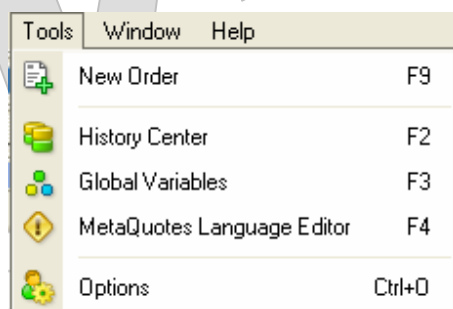 Tools Window Help
New Order F9
History Center F2
Global Variables F3
MetaQuotes Language Editor F4
Options Ctrl+O